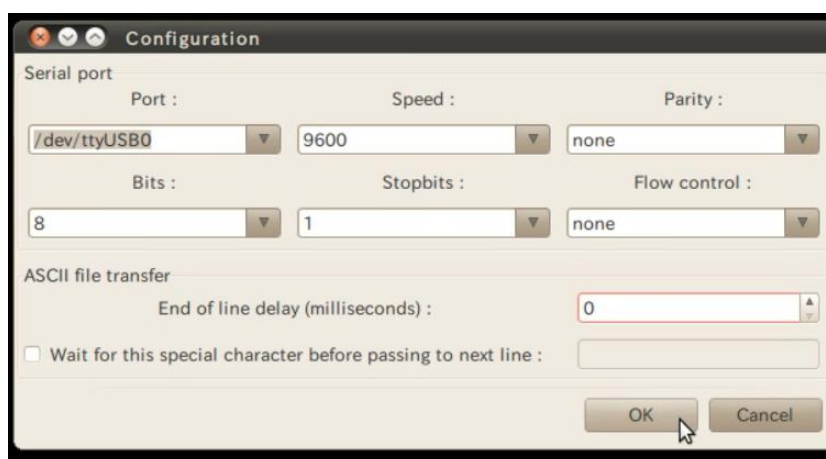 Configuration
Serial port
Port : Speed : Parity :
/dev/ttyUSB0 9600 none
Bits : Stopbits : Flow control :
8 1 none
ASCII file transfer
End of line delay (milliseconds) : 0
Wait for this special character before passing to next line :
OK Cancel